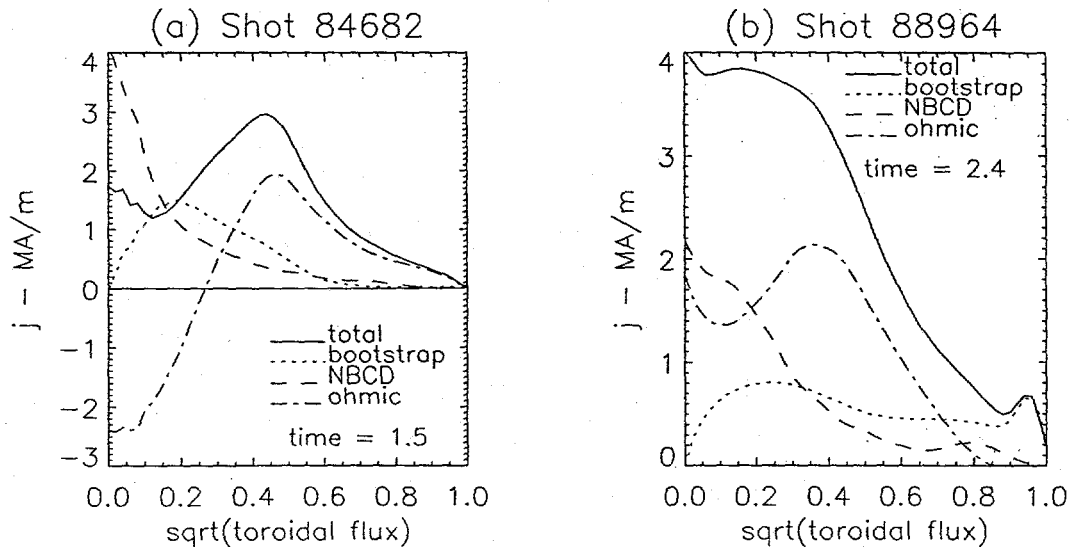 (a) Shot 84682
4
3
2
1
0
−1
−2
−3
j − MA/m
total
bootstrap
NBCD
ohmic
time = 1.5
0.0 0.2 0.4 0.6 0.8 1.0
sqrt(toroidal flux)
(b) Shot 88964
4
3
2
1
0
j − MA/m
total
bootstrap
NBCD
ohmic
time = 2.4
0.0 0.2 0.4 0.6 0.8 1.0
sqrt(toroidal flux)